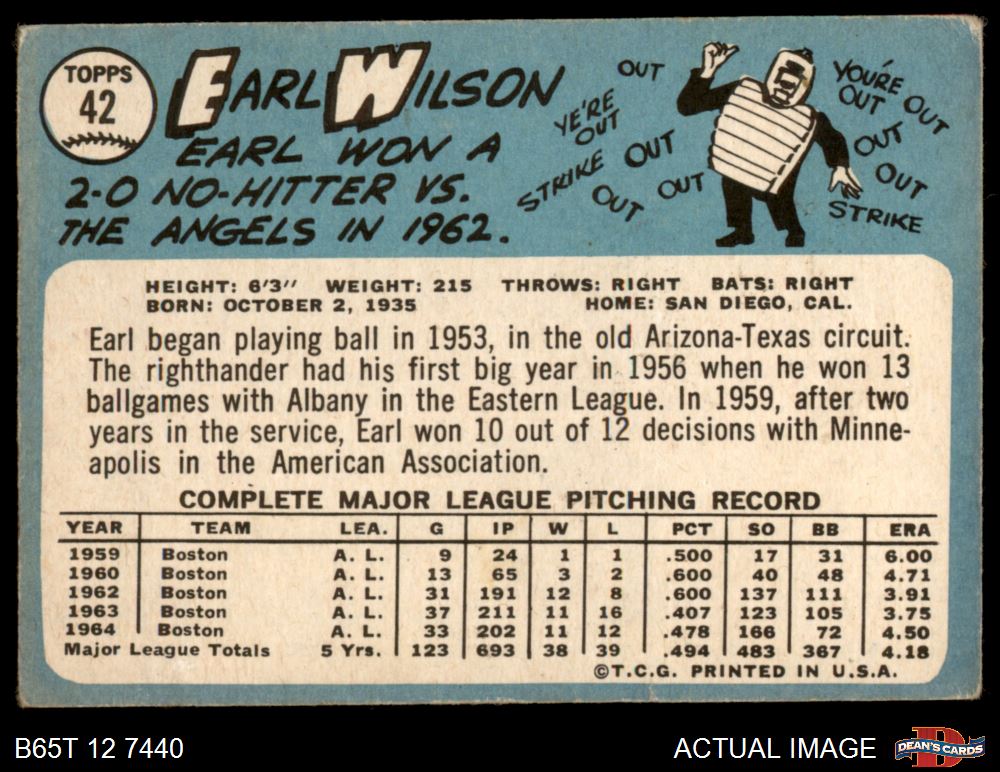 TOPPS
42
EARL WILSON
EARL WON A
2-0 NO-HITTER VS.
THE ANGELS IN 1962.
OUT
YE'RE
OUT
STRIKE OUT
OUT OUT
YOU'RE
OUT OUT
OUT
OUT
STRIKE
HEIGHT: 6'3" WEIGHT: 215 THROWS: RIGHT BATS: RIGHT
BORN: OCTOBER 2, 1935 HOME: SAN DIEGO, CAL.
Earl began playing ball in 1953, in the old Arizona-Texas circuit.
The righthander had his first big year in 1956 when he won 13
ballgames with Albany in the Eastern League. In 1959, after two
years in the service, Earl won 10 out of 12 decisions with Minne-
apolis in the American Association.
COMPLETE MAJOR LEAGUE PITCHING RECORD
YEAR TEAM LEA. G IP W L PCT SO BB ERA
1959 Boston A. L. 9 24 1 1 .500 17 31 6.00
1960 Boston A. L. 13 65 3 2 .600 40 48 4.71
1962 Boston A. L. 31 191 12 8 .600 137 111 3.91
1963 Boston A. L. 37 211 11 16 .407 123 105 3.75
1964 Boston A. L. 33 202 11 12 .478 166 72 4.50
Major League Totals 5 Yrs. 123 693 38 39 .494 483 367 4.18
©T.C.G. PRINTED IN U.S.A.
B65T 12 7440
ACTUAL IMAGE
D
DEAN'S CARDS